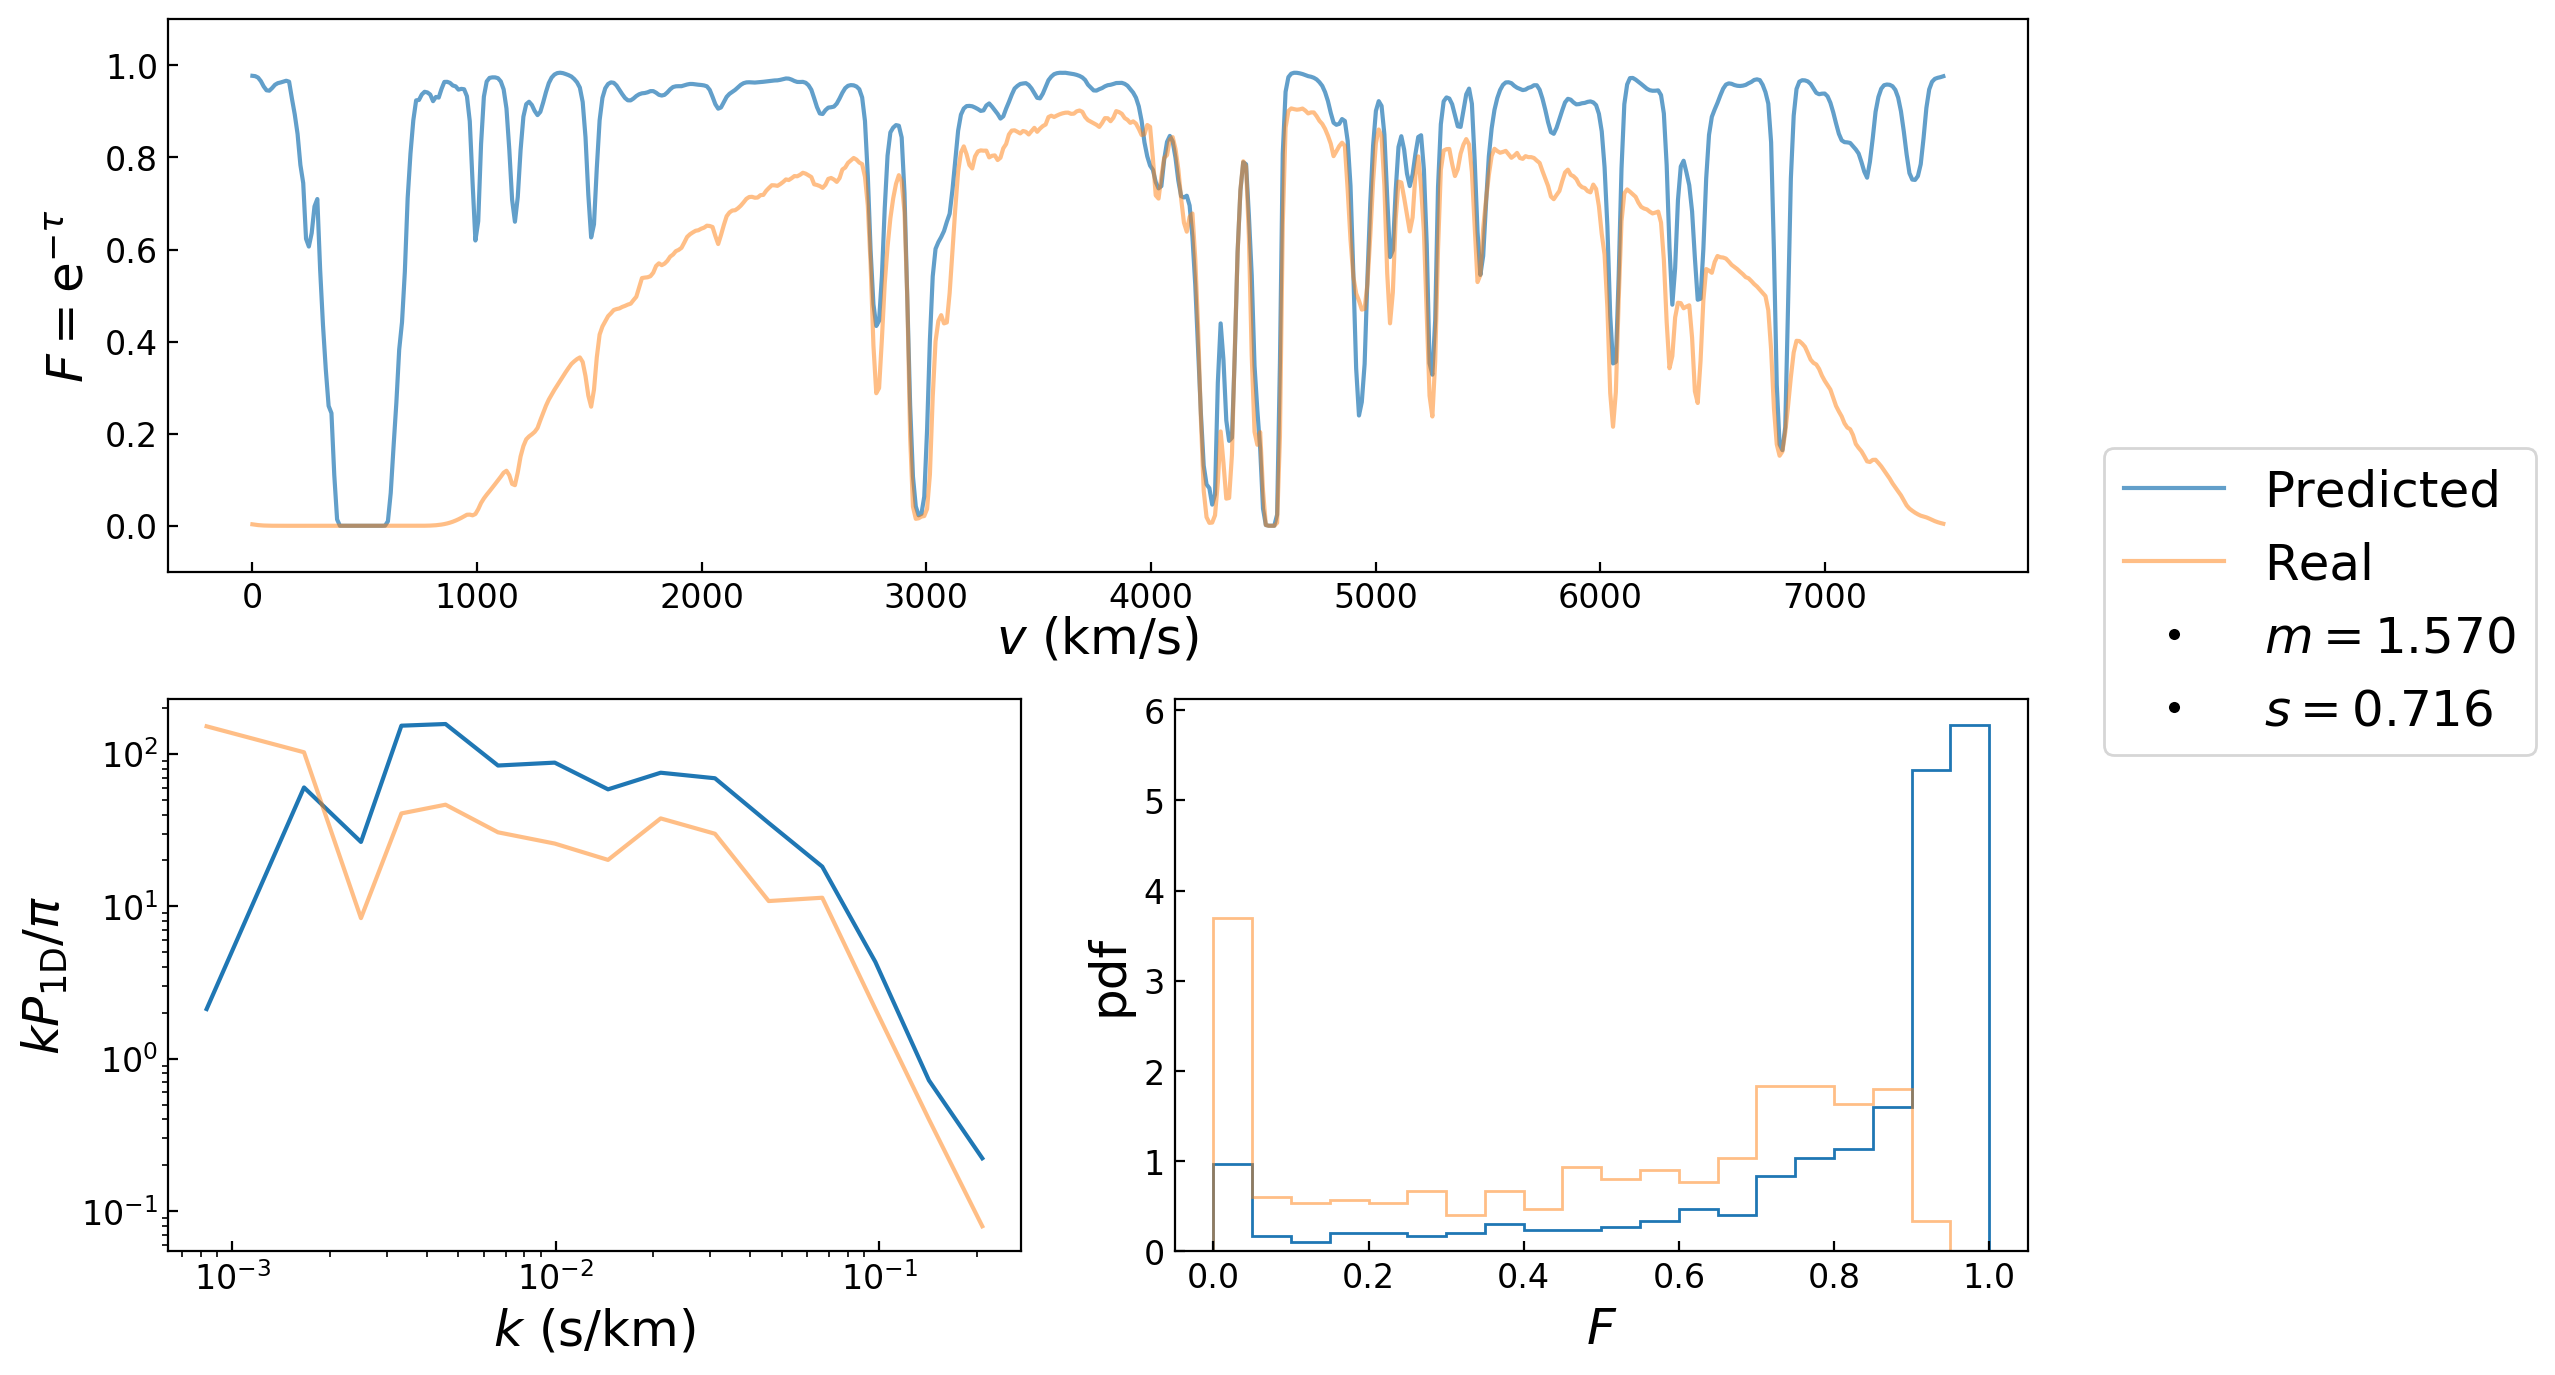 F = e^{-τ}
1.0
0.8
0.6
0.4
0.2
0.0
0 1000 2000 3000 4000 5000 6000 7000
v (km/s)
Predicted
Real
m = 1.570
s = 0.716
kP_{1D}/π
10^2
10^1
10^0
10^{-1}
10^{-3} 10^{-2} 10^{-1}
k (s/km)
pdf
6
5
4
3
2
1
0
0.0 0.2 0.4 0.6 0.8 1.0
F